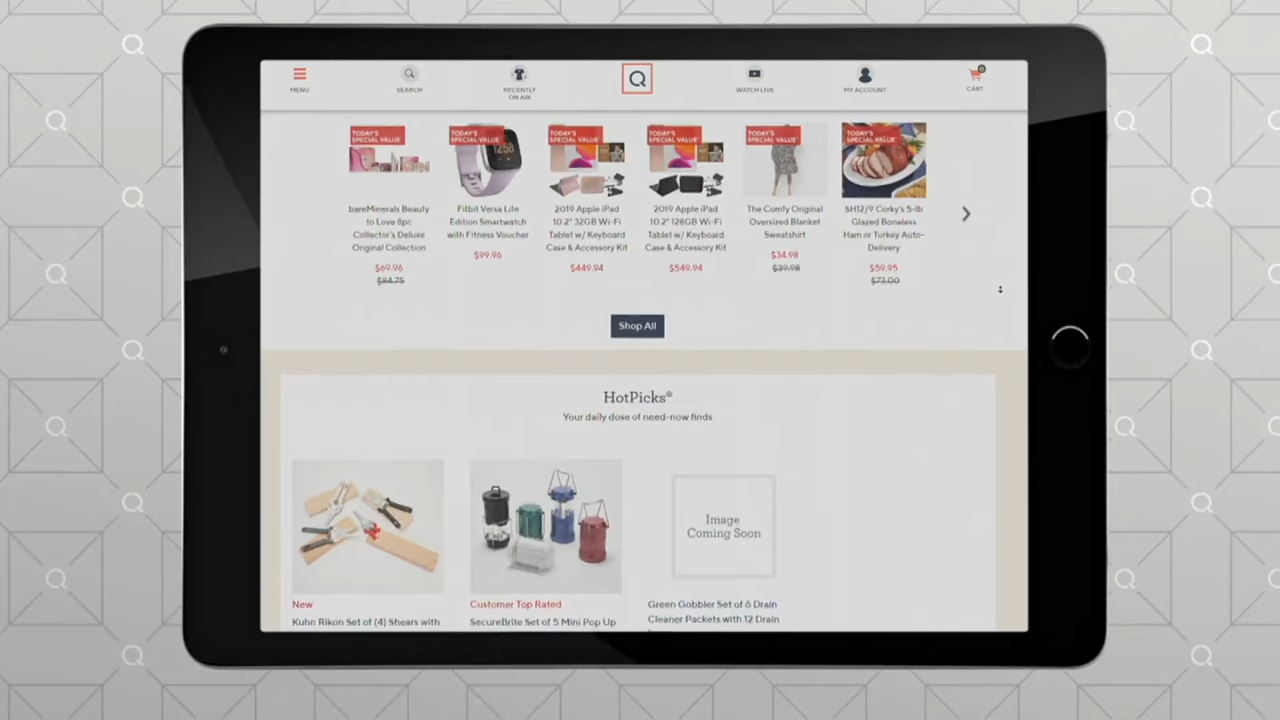 MENU
SEARCH
RECENTLY
ON AIR
Q
WATCH LIVE
MY ACCOUNT
0
CART
TODAY'S
SPECIAL VALUE
TODAY'S
SPECIAL VALUE
TODAY'S
SPECIAL VALUE
TODAY'S
SPECIAL VALUE
TODAY'S
SPECIAL VALUE
TODAY'S
SPECIAL VALUE
12:58
bareMinerals Beauty
to Love 8pc
Collector's Deluxe
Original Collection
$69.96
$84.75
Fitbit Versa Lite
Edition Smartwatch
with Fitness Voucher
$99.96
2019 Apple iPad
10.2" 32GB Wi-Fi
Tablet w/ Keyboard
Case & Accessory Kit
$449.94
2019 Apple iPad
10.2" 128GB Wi-Fi
Tablet w/ Keyboard
Case & Accessory Kit
$549.94
The Comfy Original
Oversized Blanket
Sweatshirt
$34.98
$39.98
SH12/9 Corky's 5-lb
Glazed Boneless
Ham or Turkey Auto-
Delivery
$59.95
$73.00
Shop All
HotPicks®
Your daily dose of need-now finds
Image
Coming Soon
New
Kuhn Rikon Set of (4) Shears with
Customer Top Rated
SecureBrite Set of 5 Mini Pop Up
Green Gobbler Set of 6 Drain
Cleaner Packets with 12 Drain